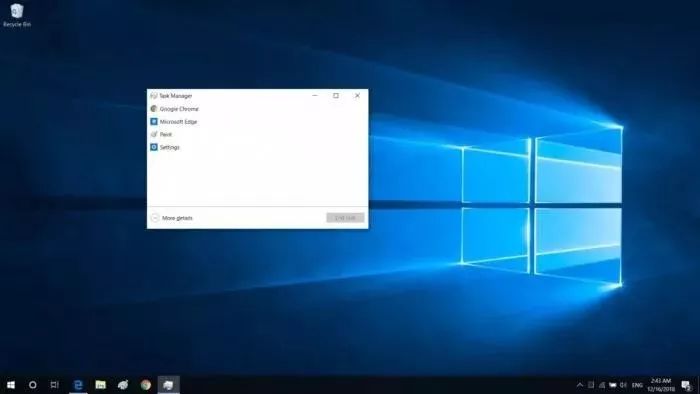 Recycle Bin
Task Manager
Google Chrome
Microsoft Edge
Paint
Settings
More details
End task
ENG
2:43 AM
12/16/2018